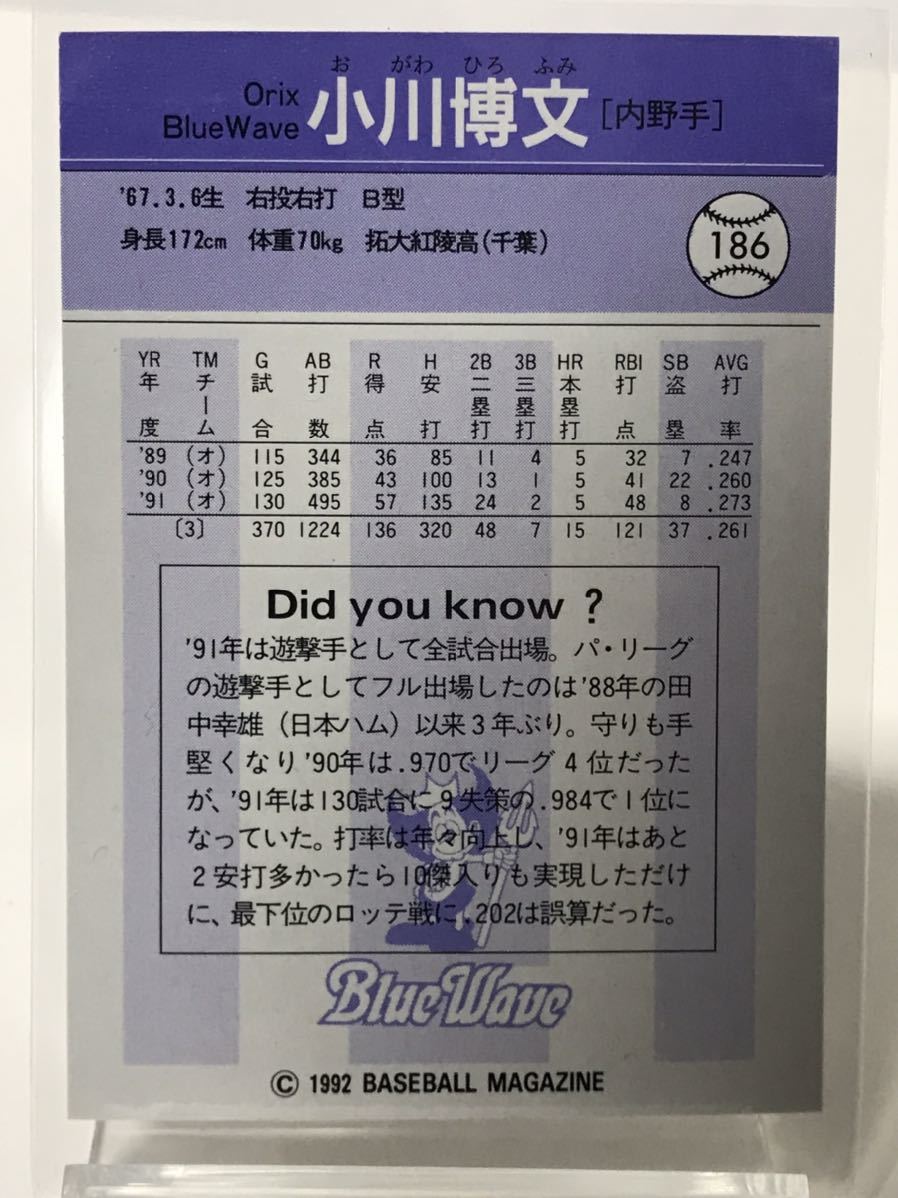 お がわ ひろ ふみ
Orix
BlueWave 小川博文 [内野手]
'67.3.6生 右投右打 B型
身長172cm 体重70kg 拓大紅陵高(千葉)
186
YR TM G AB R H 2B 3B HR RBI SB AVG
年度 チーム 試合 打数 得点 安打 二塁打 三塁打 本塁打 打点 盗塁 打率
'89 (オ) 115 344 36 85 11 4 5 32 7 .247
'90 (オ) 125 385 43 100 13 1 5 41 22 .260
'91 (オ) 130 495 57 135 24 2 5 48 8 .273
〔3〕 370 1224 136 320 48 7 15 121 37 .261
Did you know ?
'91年は遊撃手として全試合出場。パ・リーグ
の遊撃手としてフル出場したのは'88年の田
中幸雄（日本ハム）以来3年ぶり。守りも手
堅くなり'90年は.970でリーグ4位だった
が、'91年は130試合に9失策の.984で1位に
なっていた。打率は年々向上し、'91年はあと
2安打多かったら10傑入りも実現しただけ
に、最下位のロッテ戦に.202は誤算だった。
BlueWave
© 1992 BASEBALL MAGAZINE